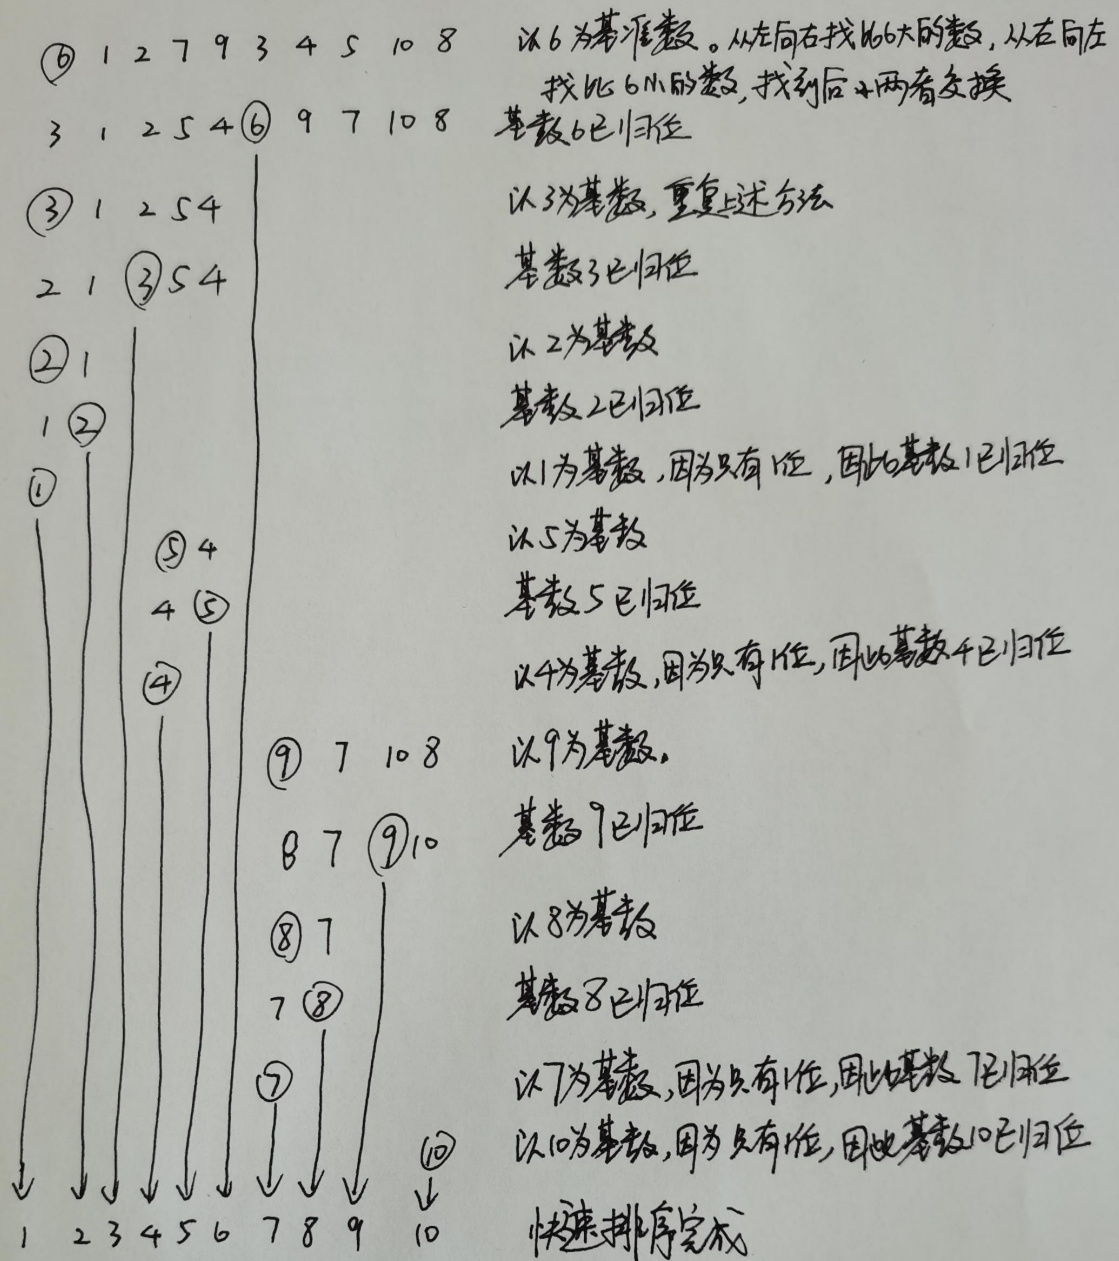 6 1 2 7 9 3 4 5 10 8 以6为基准数。从左向右找比6大的数，从右向左
找比6小的数，找到后两者交换
3 1 2 5 4 6 9 7 10 8 基数6已归位
3 1 2 5 4 以3为基数，重复上述方法
2 1 3 5 4 基数3已归位
2 1 以2为基数
1 2 基数2已归位
1 以1为基数，因为只有1位，因此基数1已归位
5 4 以5为基数
4 5 基数5已归位
4 以4为基数，因为只有1位，因此基数4已归位
9 7 10 8 以9为基数。
8 7 9 10 基数9已归位
8 7 以8为基数
7 8 基数8已归位
7 以7为基数，因为只有1位，因此基数7已归位
10 以10为基数，因为只有1位，因此基数10已归位
1 2 3 4 5 6 7 8 9 10 快速排序完成